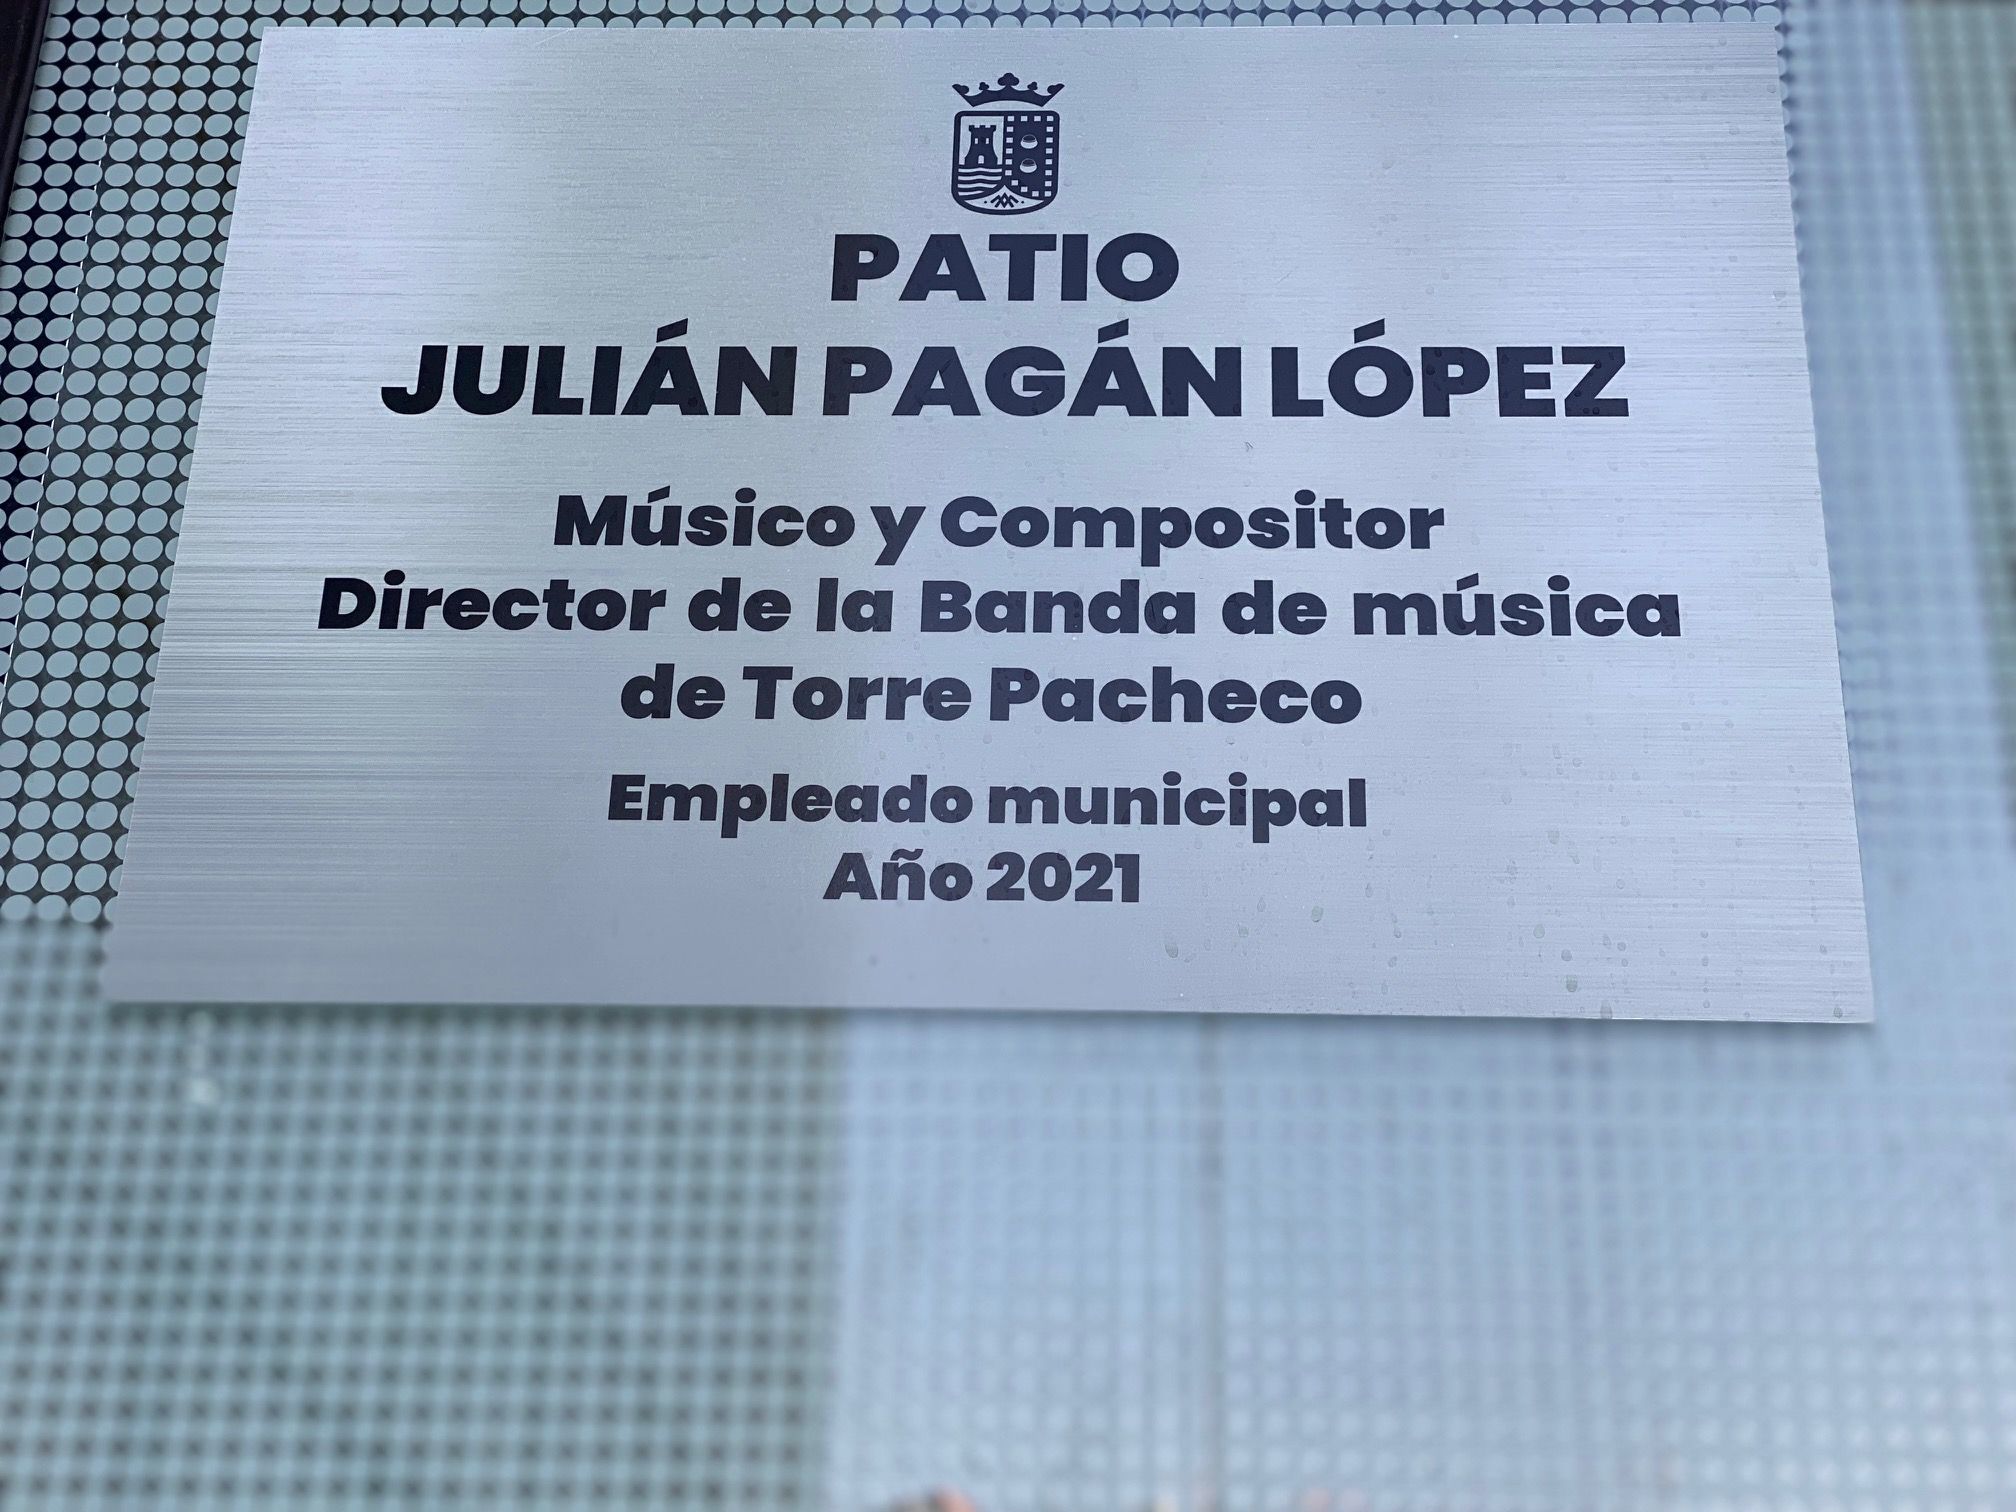 PATIO
JULIÁN PAGÁN LÓPEZ
Músico y Compositor
Director de la Banda de música
de Torre Pacheco
Empleado municipal
Año 2021